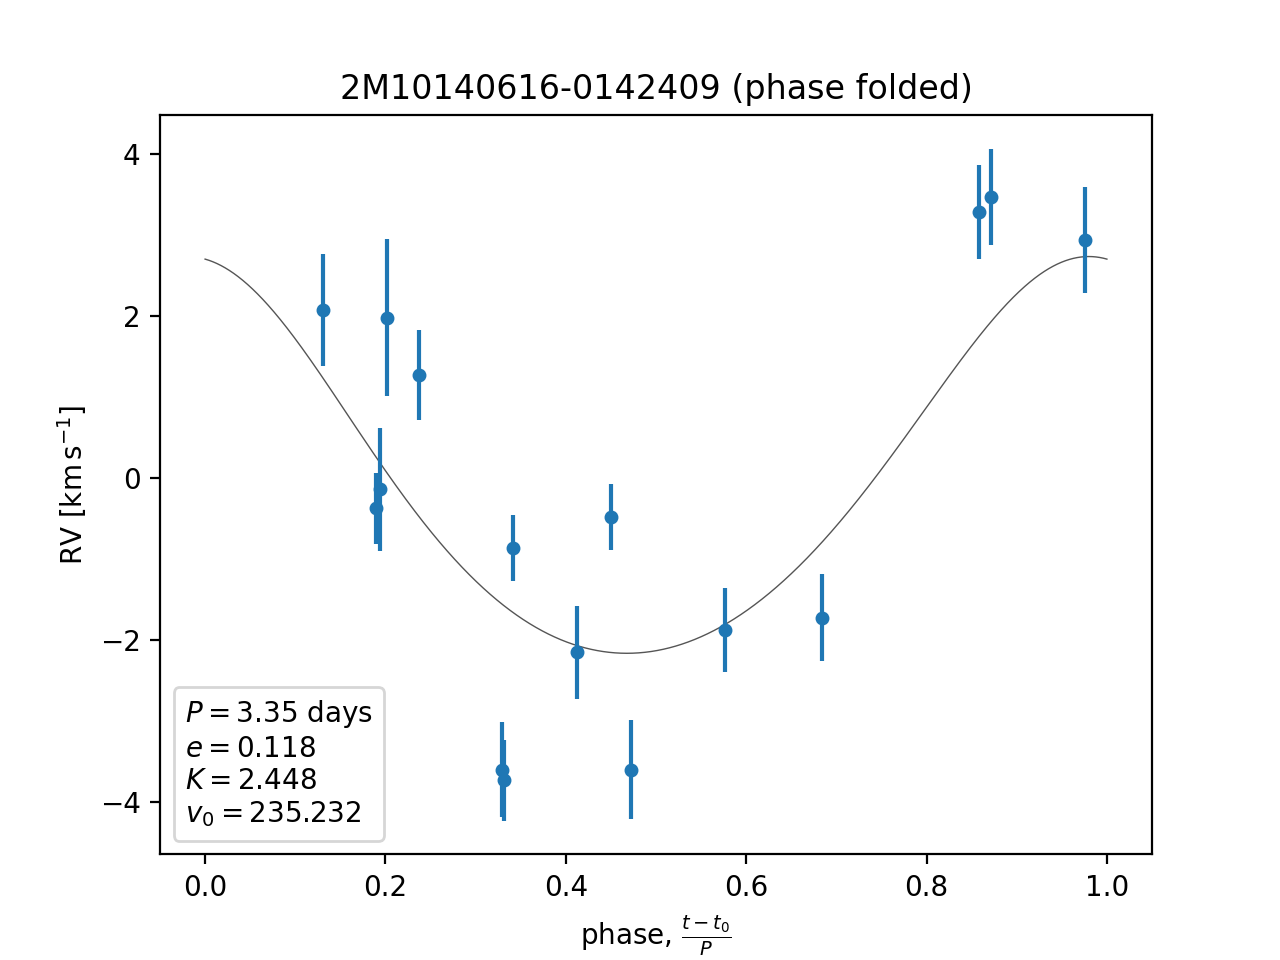 2M10140616-0142409 (phase folded)
RV [km s⁻¹]
4
2
0
−2
−4
P = 3.35 days
e = 0.118
K = 2.448
v₀ = 235.232
0.0 0.2 0.4 0.6 0.8 1.0
phase, (t − t₀)/P